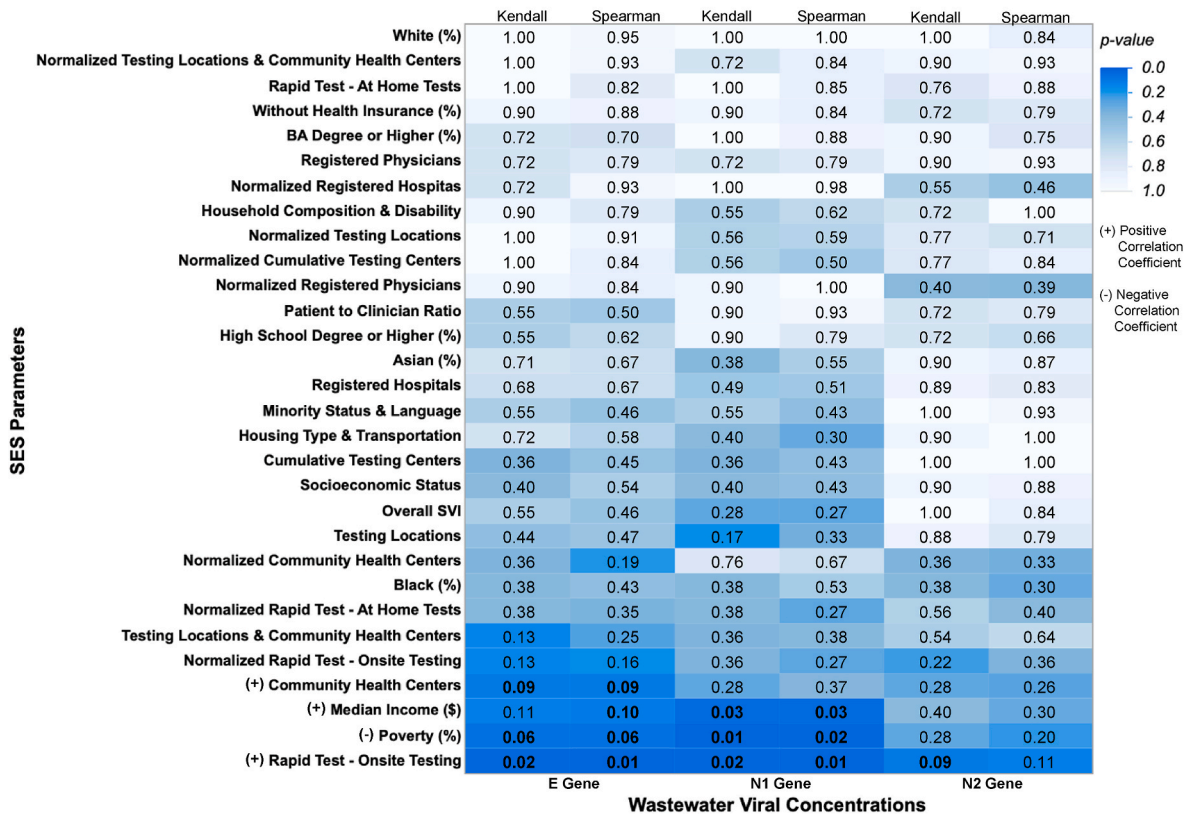 Kendall Spearman Kendall Spearman Kendall Spearman
White (%) 1.00 0.95 1.00 1.00 1.00 0.84
Normalized Testing Locations & Community Health Centers 1.00 0.93 0.72 0.84 0.90 0.93
Rapid Test - At Home Tests 1.00 0.82 1.00 0.85 0.76 0.88
Without Health Insurance (%) 0.90 0.88 0.90 0.84 0.72 0.79
BA Degree or Higher (%) 0.72 0.70 1.00 0.88 0.90 0.75
Registered Physicians 0.72 0.79 0.72 0.79 0.90 0.93
Normalized Registered Hospitas 0.72 0.93 1.00 0.98 0.55 0.46
Household Composition & Disability 0.90 0.79 0.55 0.62 0.72 1.00
Normalized Testing Locations 1.00 0.91 0.56 0.59 0.77 0.71
Normalized Cumulative Testing Centers 1.00 0.84 0.56 0.50 0.77 0.84
Normalized Registered Physicians 0.90 0.84 0.90 1.00 0.40 0.39
Patient to Clinician Ratio 0.55 0.50 0.90 0.93 0.72 0.79
High School Degree or Higher (%) 0.55 0.62 0.90 0.79 0.72 0.66
Asian (%) 0.71 0.67 0.38 0.55 0.90 0.87
Registered Hospitals 0.68 0.67 0.49 0.51 0.89 0.83
Minority Status & Language 0.55 0.46 0.55 0.43 1.00 0.93
Housing Type & Transportation 0.72 0.58 0.40 0.30 0.90 1.00
Cumulative Testing Centers 0.36 0.45 0.36 0.43 1.00 1.00
Socioeconomic Status 0.40 0.54 0.40 0.43 0.90 0.88
Overall SVI 0.55 0.46 0.28 0.27 1.00 0.84
Testing Locations 0.44 0.47 0.17 0.33 0.88 0.79
Normalized Community Health Centers 0.36 0.19 0.76 0.67 0.36 0.33
Black (%) 0.38 0.43 0.38 0.53 0.38 0.30
Normalized Rapid Test - At Home Tests 0.38 0.35 0.38 0.27 0.56 0.40
Testing Locations & Community Health Centers 0.13 0.25 0.36 0.38 0.54 0.64
Normalized Rapid Test - Onsite Testing 0.13 0.16 0.36 0.27 0.22 0.36
(+) Community Health Centers 0.09 0.09 0.28 0.37 0.28 0.26
(+) Median Income ($) 0.11 0.10 0.03 0.03 0.40 0.30
(-) Poverty (%) 0.06 0.06 0.01 0.02 0.28 0.20
(+) Rapid Test - Onsite Testing 0.02 0.01 0.02 0.01 0.09 0.11
E Gene N1 Gene N2 Gene
Wastewater Viral Concentrations
SES Parameters
p-value
0.0
0.2
0.4
0.6
0.8
1.0
(+) Positive
Correlation
Coefficient
(-) Negative
Correlation
Coefficient